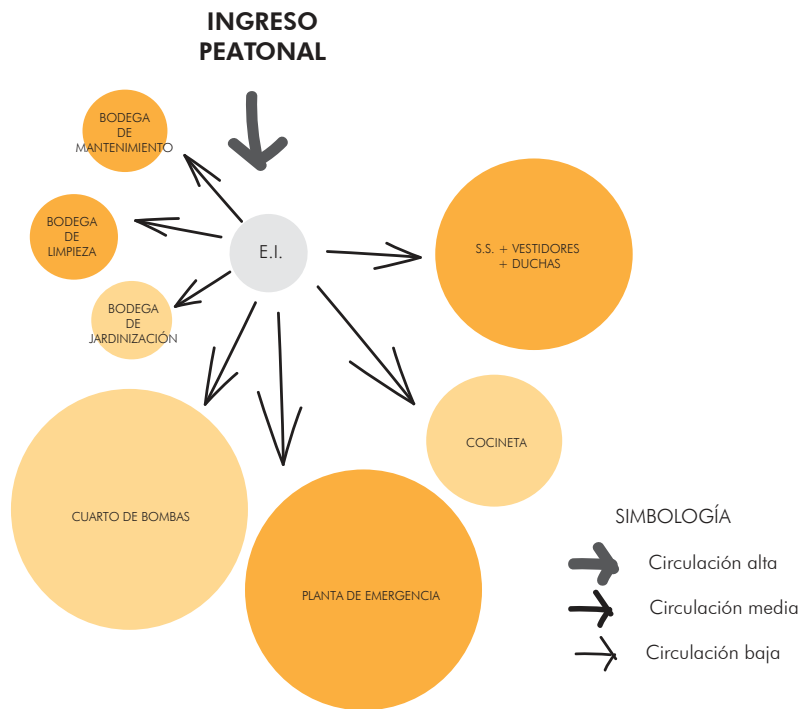 INGRESO
PEATONAL
BODEGA
DE
MANTENIMIENTO
BODEGA
DE
LIMPIEZA
E.I.
S.S. + VESTIDORES
+ DUCHAS
BODEGA
DE
JARDINIZACIÓN
COCINETA
CUARTO DE BOMBAS
PLANTA DE EMERGENCIA
SIMBOLOGÍA
Circulación alta
Circulación media
Circulación baja